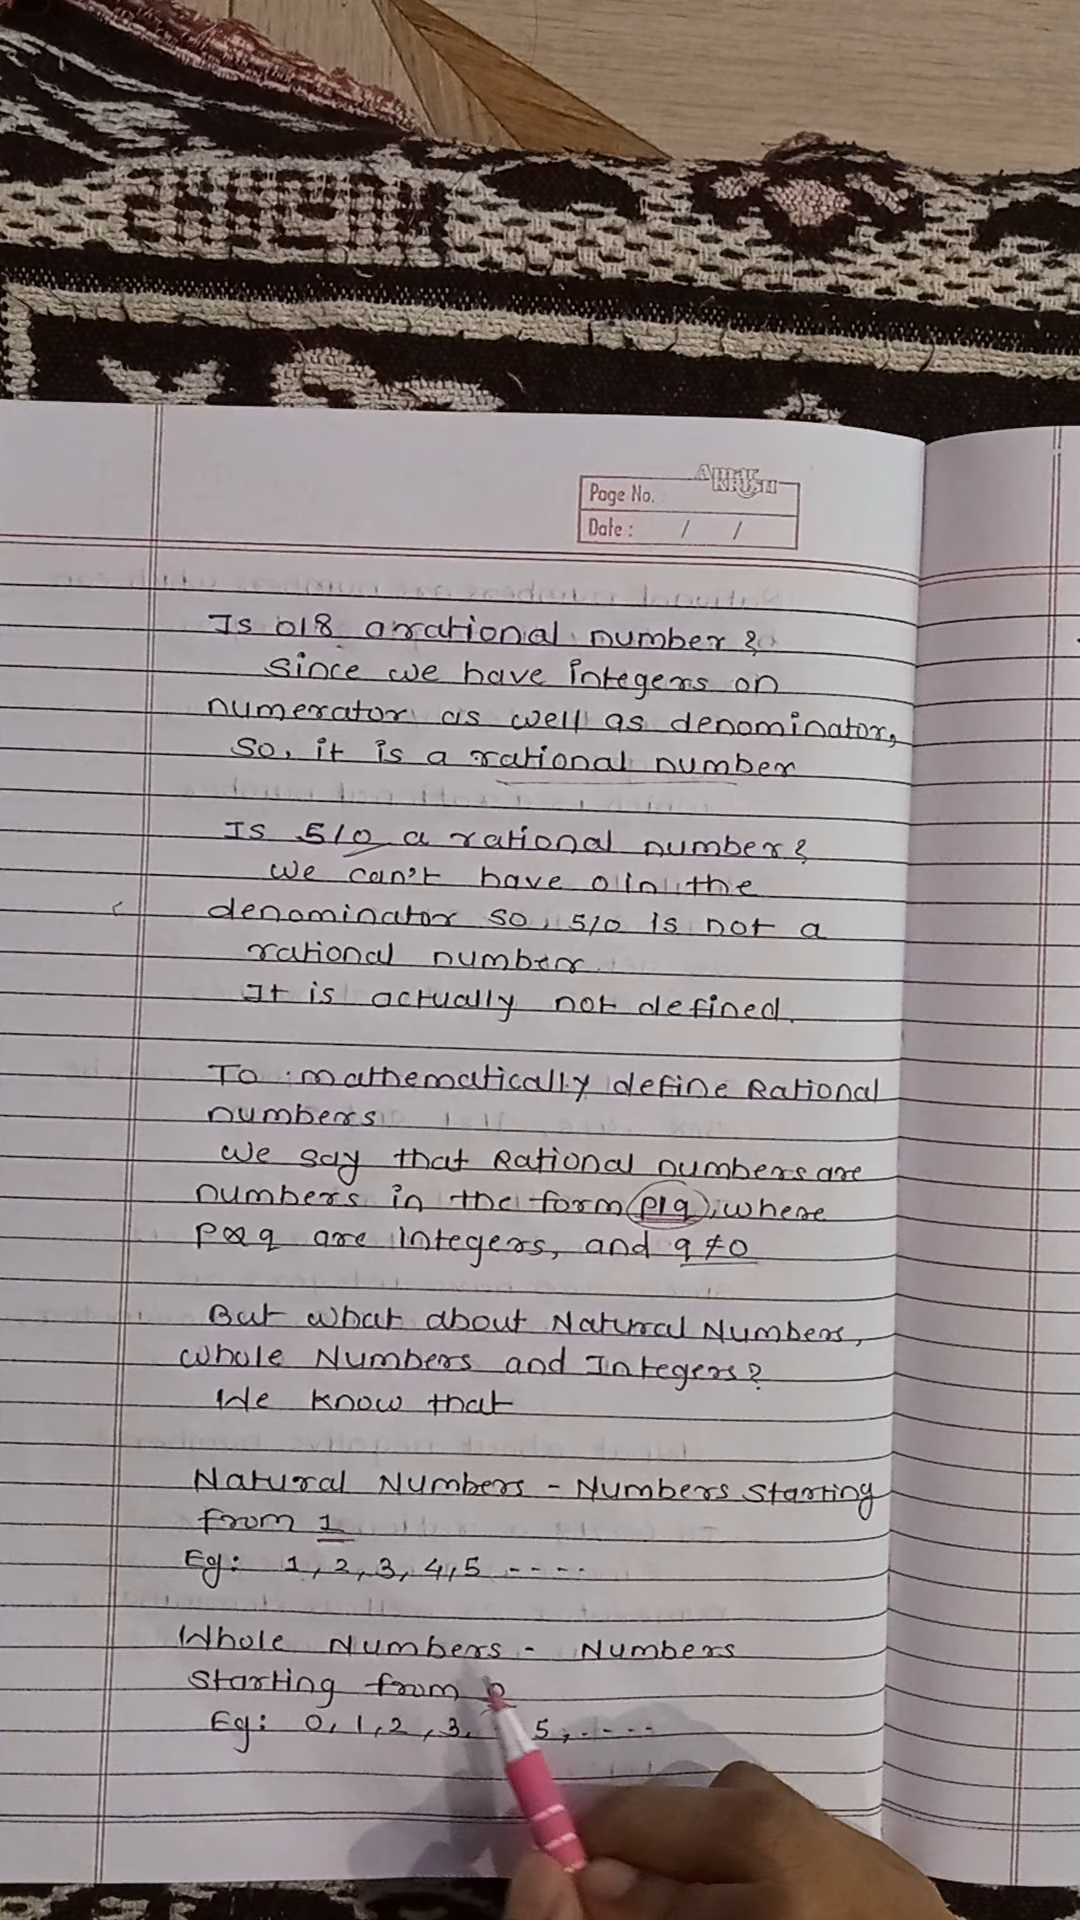 Page No.
Date : / /
Is 0/8 a rational number?
since we have integers on
numerator as well as denominator,
so, it is a rational number
Is 5/0 a rational number?
We can't have 0 in the
denominator so, 5/0 is not a
rational number
It is actually not defined.
To mathematically define Rational
numbers
We say that Rational numbers are
numbers in the form p/q, where
p & q are integers, and q ≠ 0
But what about Natural Numbers,
Whole Numbers and Integers?
We know that
Natural Numbers - Numbers starting
from 1
Eg: 1, 2, 3, 4, 5 ----
Whole Numbers - Numbers
starting from 0
Eg: 0, 1, 2, 3, 5, ----